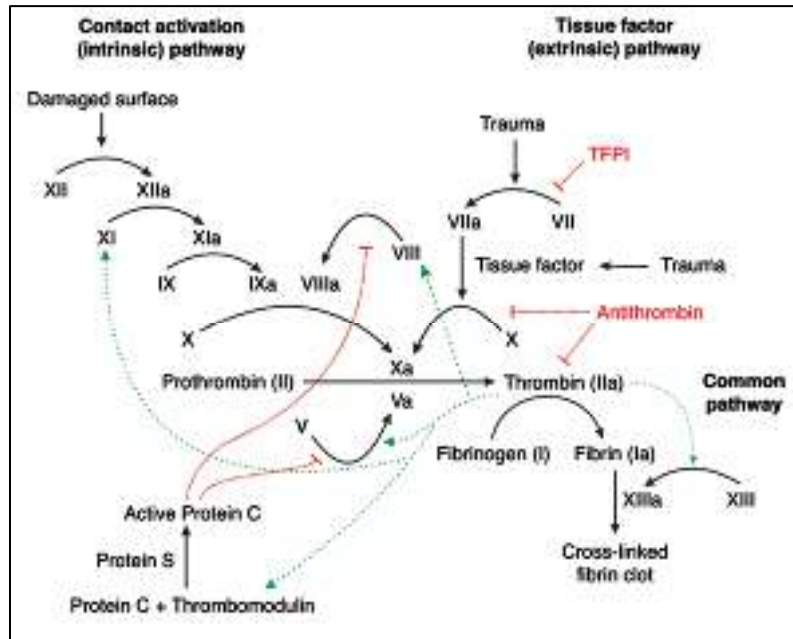 Contact activation
(intrinsic) pathway
Tissue factor
(extrinsic) pathway
Damaged surface
Trauma
TFPI
XII
XIIa
VIIa
VII
XI
XIa
VIII
Tissue factor
Trauma
IX
IXa
VIIIa
X
X
Antithrombin
Xa
Prothrombin (II)
Thrombin (IIa)
Common
pathway
Va
V
Fibrinogen (I)
Fibrin (Ia)
XIIIa
XIII
Active Protein C
Cross-linked
fibrin clot
Protein S
Protein C + Thrombomodulin